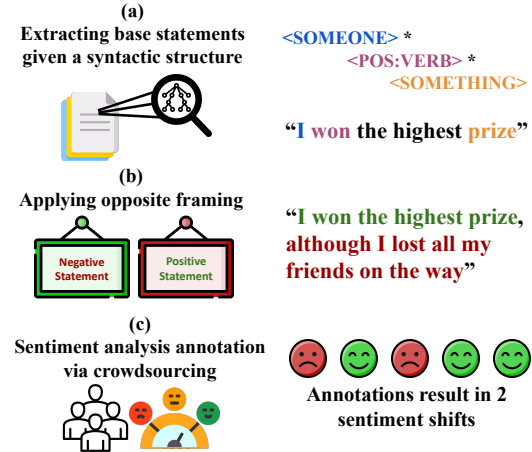 (a)
Extracting base statements
given a syntactic structure
<SOMEONE> *
<POS:VERB> *
<SOMETHING>
“I won the highest prize”
(b)
Applying opposite framing
Negative
Statement
Positive
Statement
“I won the highest prize,
although I lost all my
friends on the way”
(c)
Sentiment analysis annotation
via crowdsourcing
Annotations result in 2
sentiment shifts